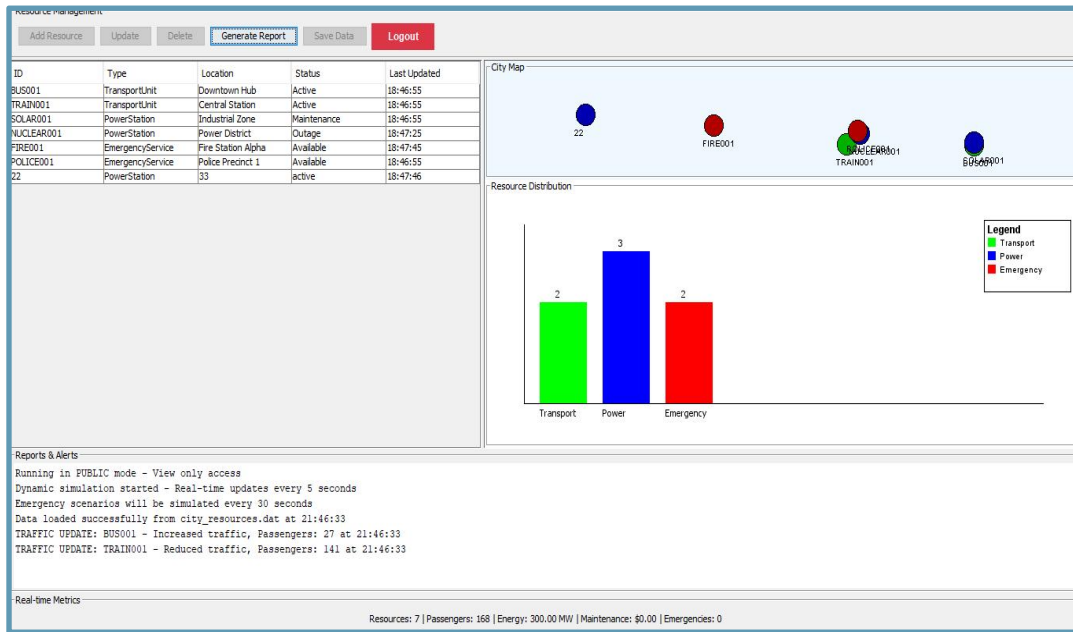 Resource Management
Add Resource Update Delete Generate Report Save Data Logout
ID Type Location Status Last Updated
BUS001 TransportUnit Downtown Hub Active 18:46:55
TRAIN001 TransportUnit Central Station Active 18:46:55
SOLAR001 PowerStation Industrial Zone Maintenance 18:46:55
NUCLEAR001 PowerStation Power District Outage 18:47:25
FIRE001 EmergencyService Fire Station Alpha Available 18:47:45
POLICE001 EmergencyService Police Precinct 1 Available 18:46:55
22 PowerStation 33 active 18:47:46
City Map
22
FIRE001
POLICE001
NUCLEAR001
TRAIN001
SOLAR001
BUS001
Resource Distribution
Legend
Transport
Power
Emergency
3
2 2
Transport Power Emergency
Reports & Alerts
Running in PUBLIC mode - View only access
Dynamic simulation started - Real-time updates every 5 seconds
Emergency scenarios will be simulated every 30 seconds
Data loaded successfully from city_resources.dat at 21:46:33
TRAFFIC UPDATE: BUS001 - Increased traffic, Passengers: 27 at 21:46:33
TRAFFIC UPDATE: TRAIN001 - Reduced traffic, Passengers: 141 at 21:46:33
Real-time Metrics
Resources: 7 | Passengers: 168 | Energy: 300.00 MW | Maintenance: $0.00 | Emergencies: 0